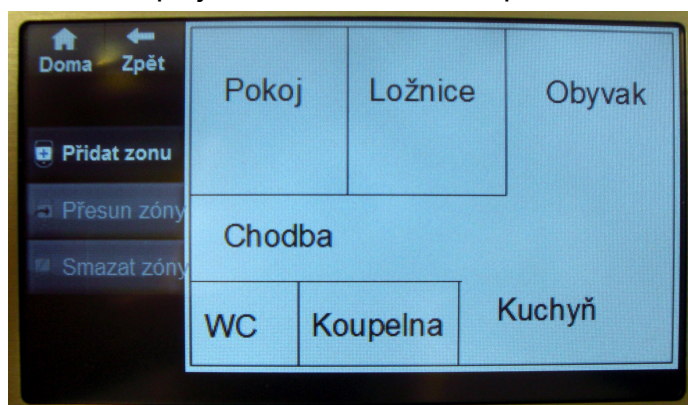 Doma
Zpět
Přidat zonu
Přesun zóny
Smazat zóny
Pokoj
Ložnice
Obyvak
Chodba
WC
Koupelna
Kuchyň